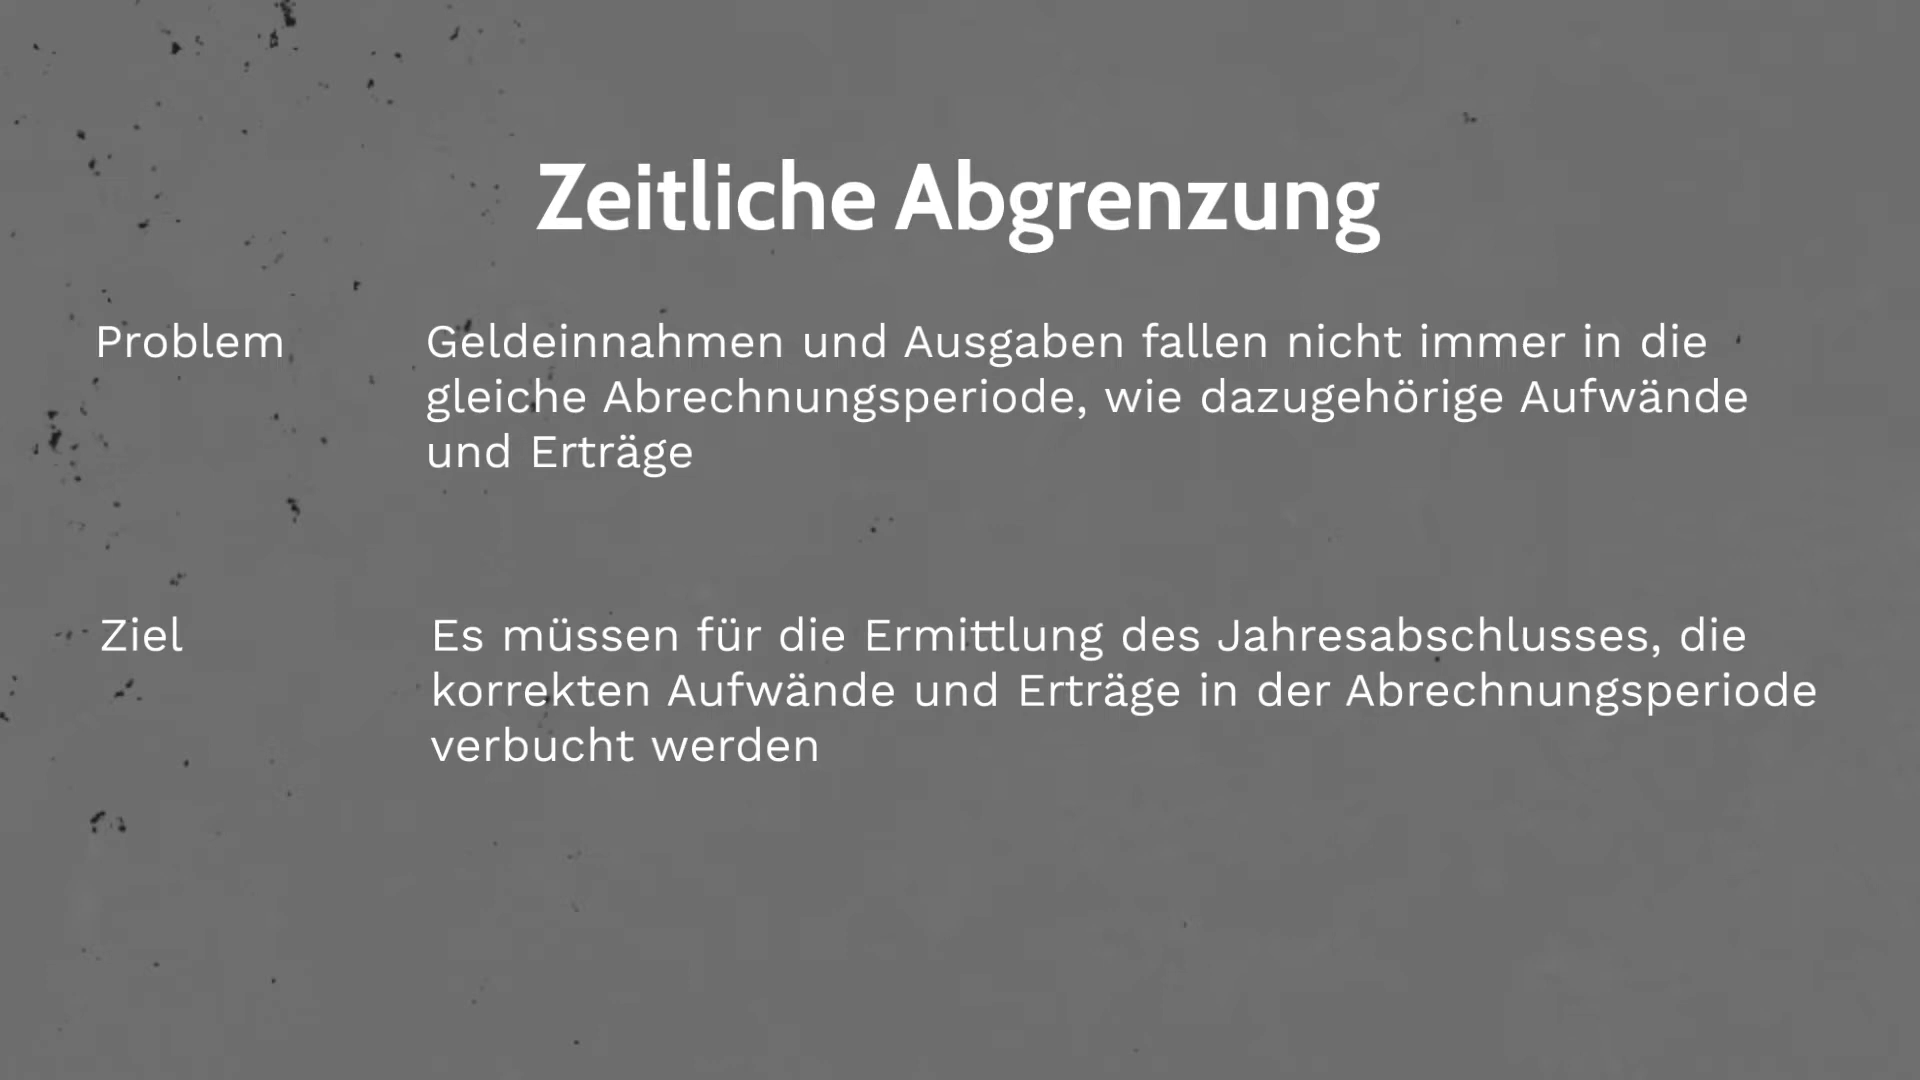 Zeitliche Abgrenzung
Problem
Geldeinnahmen und Ausgaben fallen nicht immer in die
gleiche Abrechnungsperiode, wie dazugehörige Aufwände
und Erträge
Ziel
Es müssen für die Ermittlung des Jahresabschlusses, die
korrekten Aufwände und Erträge in der Abrechnungsperiode
verbucht werden